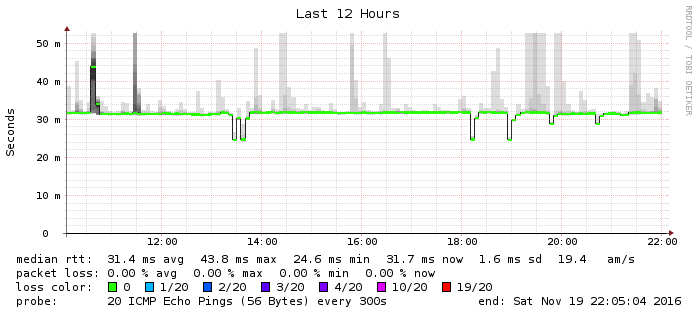 Last 12 Hours
RRDTOOL / TOBI OETIKER
Seconds
50 m
40 m
30 m
20 m
10 m
0
12:00 14:00 16:00 18:00 20:00 22:00
median rtt: 31.4 ms avg 43.8 ms max 24.6 ms min 31.7 ms now 1.6 ms sd 19.4 am/s
packet loss: 0.00 % avg 0.00 % max 0.00 % min 0.00 % now
loss color: 0 1/20 2/20 3/20 4/20 10/20 19/20
probe: 20 ICMP Echo Pings (56 Bytes) every 300s end: Sat Nov 19 22:05:04 2016